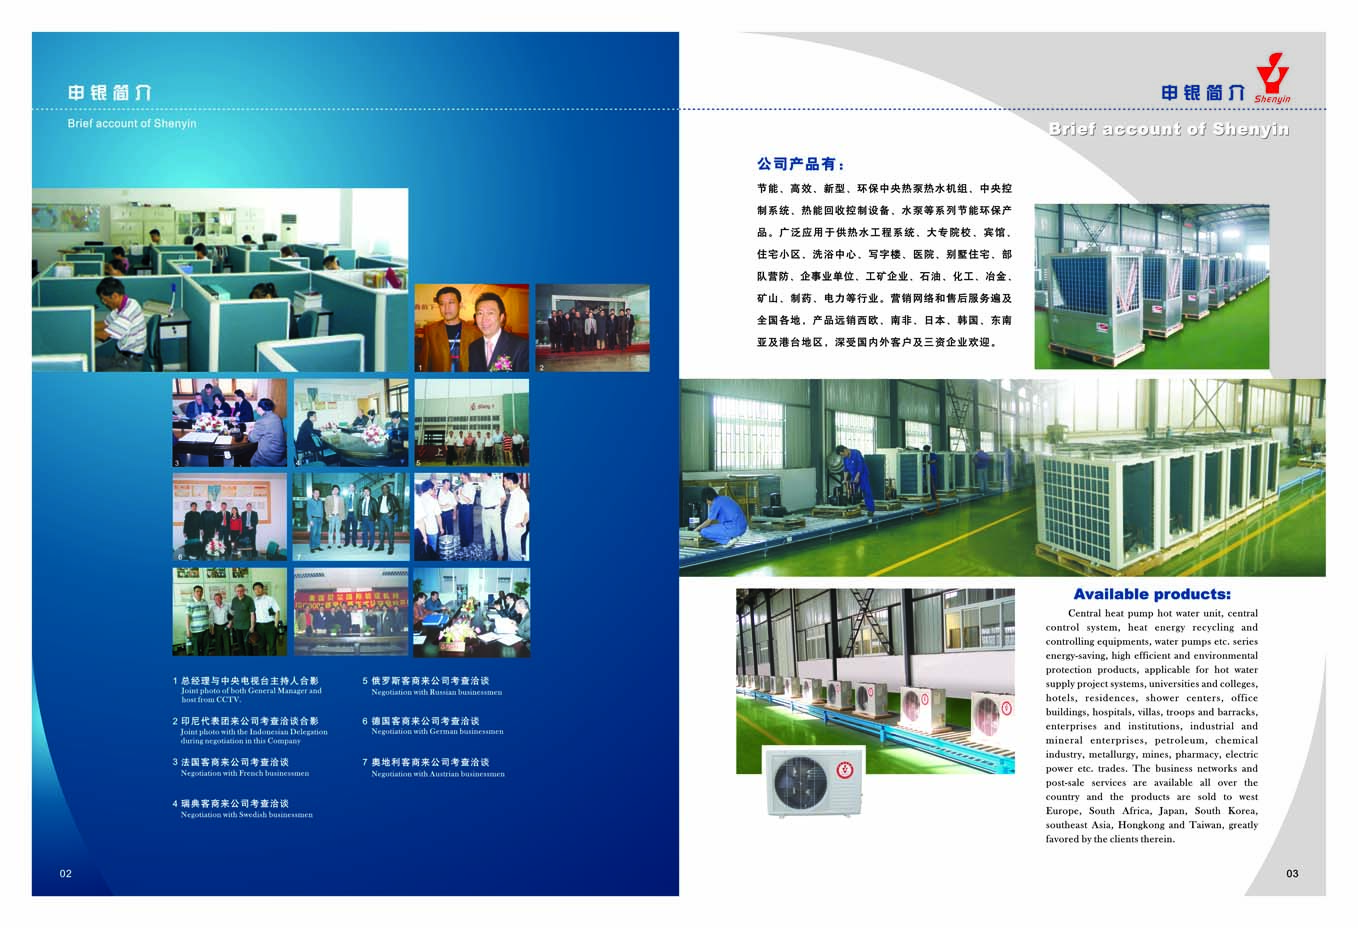 申银简介
Brief account of Shenyin
1
2
3
4
5
6
7
1 总经理与中央电视台主持人合影
Joint photo of both General Manager and
host from CCTV.
2 印尼代表团来公司考查洽谈合影
Joint photo with the Indonesian Delegation
during negotiation in this Company
3 法国客商来公司考查洽谈
Negotiation with French businessmen
4 瑞典客商来公司考查洽谈
Negotiation with Swedish businessmen
5 俄罗斯客商来公司考查洽谈
Negotiation with Russian businessmen
6 德国客商来公司考查洽谈
Negotiation with German businessmen
7 奥地利客商来公司考查洽谈
Negotiation with Austrian businessmen
02
申银简介
Shenyin
Brief account of Shenyin
公司产品有：
节能、高效、新型、环保中央热泵热水机组、中央控
制系统、热能回收控制设备、水泵等系列节能环保产
品。广泛应用于供热水工程系统、大专院校、宾馆、
住宅小区、洗浴中心、写字楼、医院、别墅住宅、部
队营防、企事业单位、工矿企业、石油、化工、冶金、
矿山、制药、电力等行业。营销网络和售后服务遍及
全国各地，产品远销西欧、南非、日本、韩国、东南
亚及港台地区，深受国内外客户及三资企业欢迎。
Available products:
Central heat pump hot water unit, central
control system, heat energy recycling and
controlling equipments, water pumps etc. series
energy-saving, high efficient and environmental
protection products, applicable for hot water
supply project systems, universities and colleges,
hotels, residences, shower centers, office
buildings, hospitals, villas, troops and barracks,
enterprises and institutions, industrial and
mineral enterprises, petroleum, chemical
industry, metallurgy, mines, pharmacy, electric
power etc. trades. The business networks and
post-sale services are available all over the
country and the products are sold to west
Europe, South Africa, Japan, South Korea,
southeast Asia, Hongkong and Taiwan, greatly
favored by the clients therein.
03